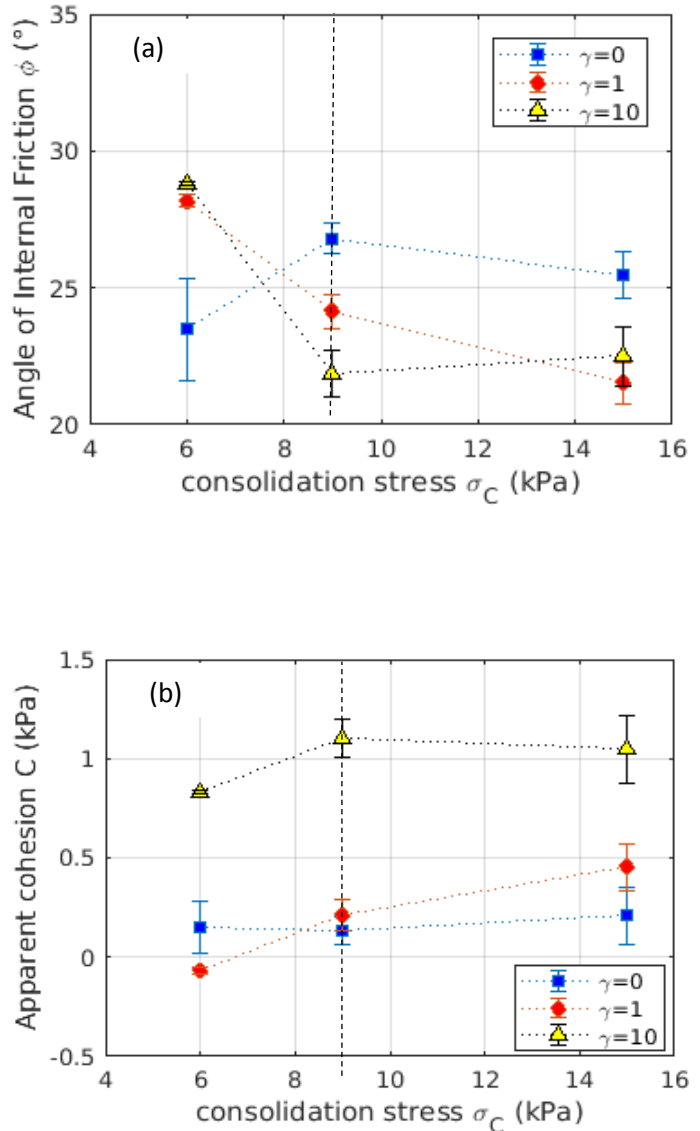 35
(a)
γ=0
γ=1
γ=10
30
25
20
4
6
8
10
12
14
16
Angle of Internal Friction ϕ (°)
consolidation stress σ_C (kPa)
1.5
(b)
1
0.5
0
-0.5
γ=0
γ=1
γ=10
4
6
8
10
12
14
16
Apparent cohesion C (kPa)
consolidation stress σ_C (kPa)